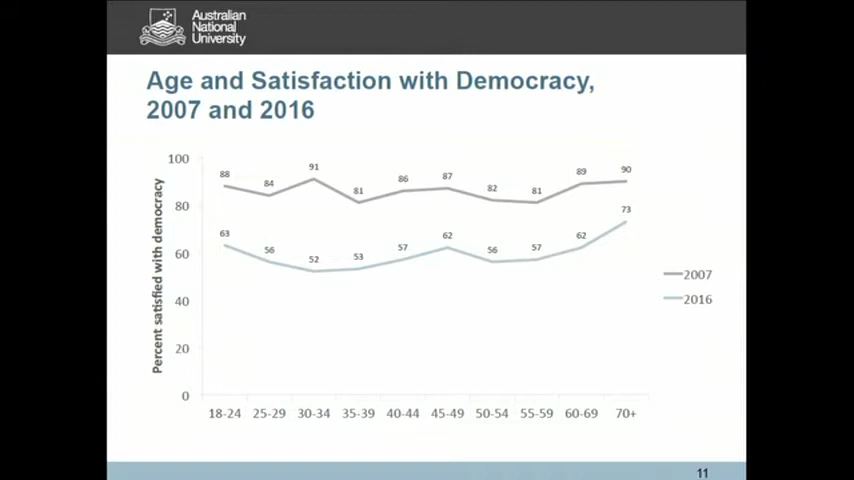 Australian
National
University
Age and Satisfaction with Democracy,
2007 and 2016
Percent satisfied with democracy
100
80
60
40
20
0
88 84 91 81 86 87 82 81 89 90
63 56 52 53 57 62 56 57 62 73
2007
2016
18-24 25-29 30-34 35-39 40-44 45-49 50-54 55-59 60-69 70+
11